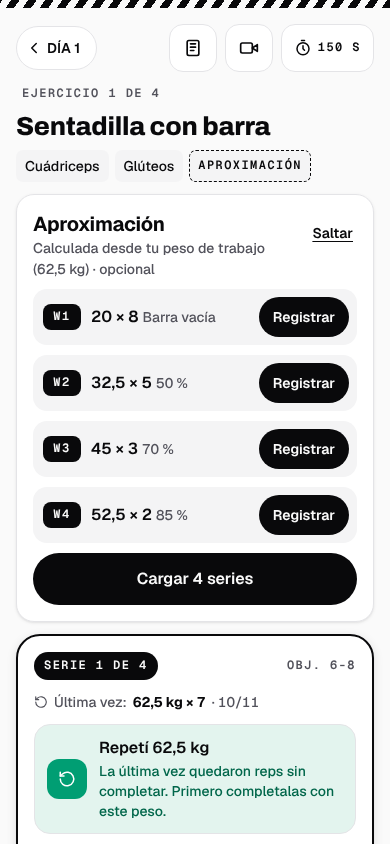 DÍA 1
150 S
EJERCICIO 1 DE 4
Sentadilla con barra
Cuádriceps Glúteos APROXIMACIÓN
Aproximación
Saltar
Calculada desde tu peso de trabajo
(62,5 kg) · opcional
W1 20 × 8 Barra vacía Registrar
W2 32,5 × 5 50 % Registrar
W3 45 × 3 70 % Registrar
W4 52,5 × 2 85 % Registrar
Cargar 4 series
SERIE 1 DE 4 OBJ. 6-8
Última vez: 62,5 kg × 7 · 10/11
Repetí 62,5 kg
La última vez quedaron reps sin
completar. Primero completalas con
este peso.